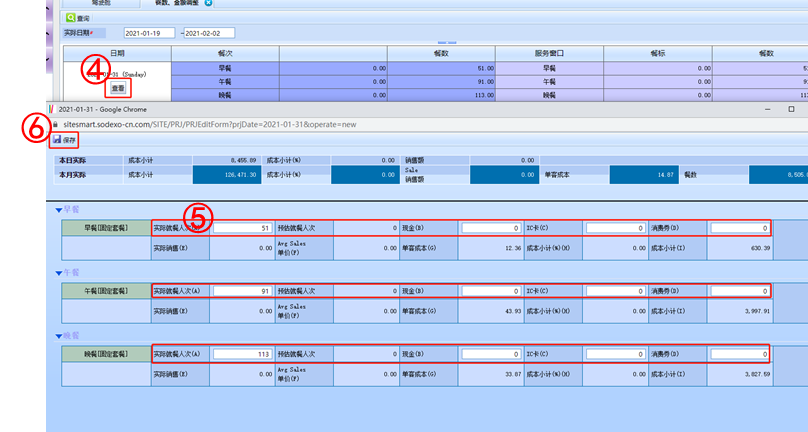 餐数、金额调整
查询
实际日期* 2021-01-19 ~2021-02-02
日期 餐次 餐数 服务窗口 餐标 餐数
2021-01-31 (Sunday) 早餐 0.00 51.00 早餐 0.00
④ 查看 午餐 0.00 91.00 午餐 0.00
晚餐 0.00 113.00 晚餐 0.00
2021-01-31 - Google Chrome
sitesmart.sodexo-cn.com/SITE/PRJ/PRJEditForm?prjDate=2021-01-31&operate=new
⑥ 保存
本日实际 成本小计 8,455.89 成本小计(%) 0.00 销售额 0.00
本月实际 成本小计 126,471.30 成本小计(%) 0.00 Sale 销售额 0.00 单客成本 14.87 餐数
早餐
⑤
早餐[固定套餐] 实际就餐人次(A) 51 预估就餐人次 0 现金(B) 0 IC卡(C) 0 消费券(D) 0
实际销售(E) 0.00 Avg Sales 单价(F) 0.00 单客成本(G) 12.36 成本小计(%)(H) 0.00 成本小计(I) 630.39
午餐
午餐[固定套餐] 实际就餐人次(A) 91 预估就餐人次 0 现金(B) 0 IC卡(C) 0 消费券(D) 0
实际销售(E) 0.00 Avg Sales 单价(F) 0.00 单客成本(G) 43.93 成本小计(%)(H) 0.00 成本小计(I) 3,997.91
晚餐
晚餐[固定套餐] 实际就餐人次(A) 113 预估就餐人次 0 现金(B) 0 IC卡(C) 0 消费券(D) 0
实际销售(E) 0.00 Avg Sales 单价(F) 0.00 单客成本(G) 33.87 成本小计(%)(H) 0.00 成本小计(I) 3,827.59